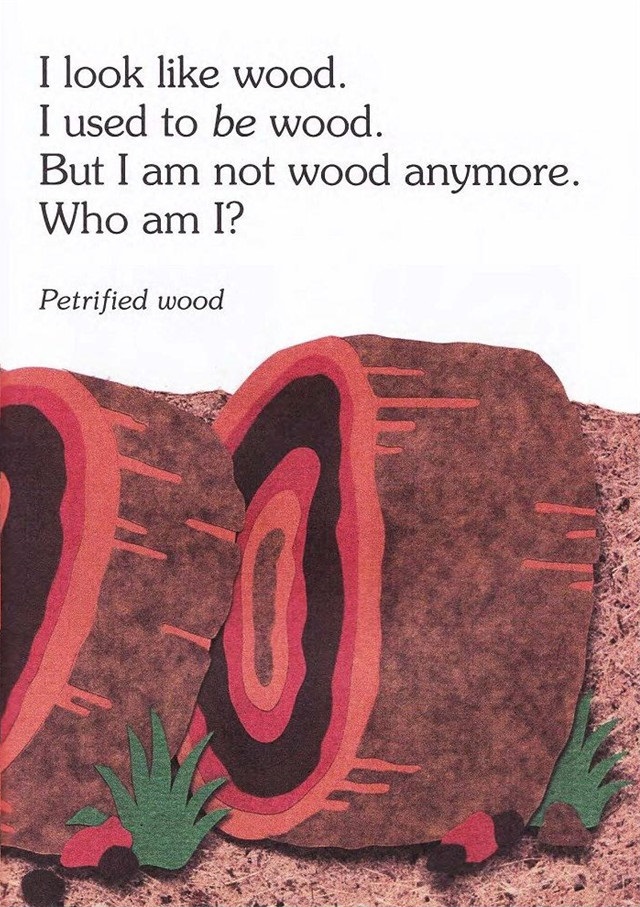 I look like wood.
I used to be wood.
But I am not wood anymore.
Who am I?
Petrified wood